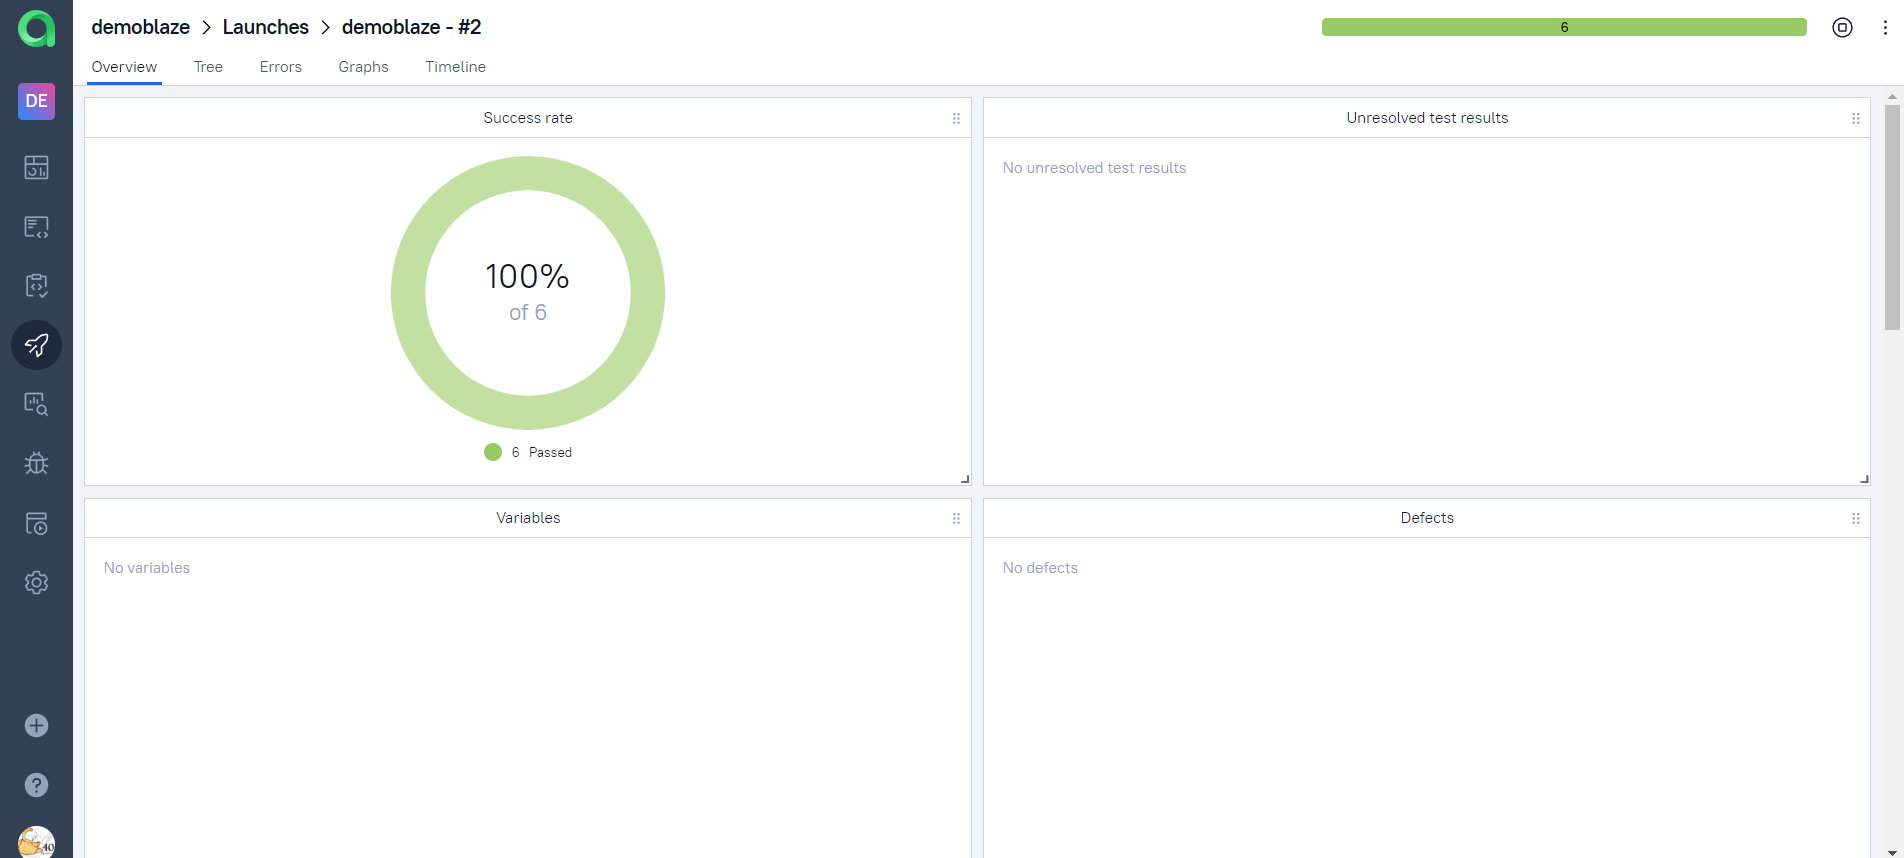 demoblaze > Launches > demoblaze - #2
6
Overview Tree Errors Graphs Timeline
DE
Success rate
100%
of 6
6 Passed
Unresolved test results
No unresolved test results
Variables
No variables
Defects
No defects
40